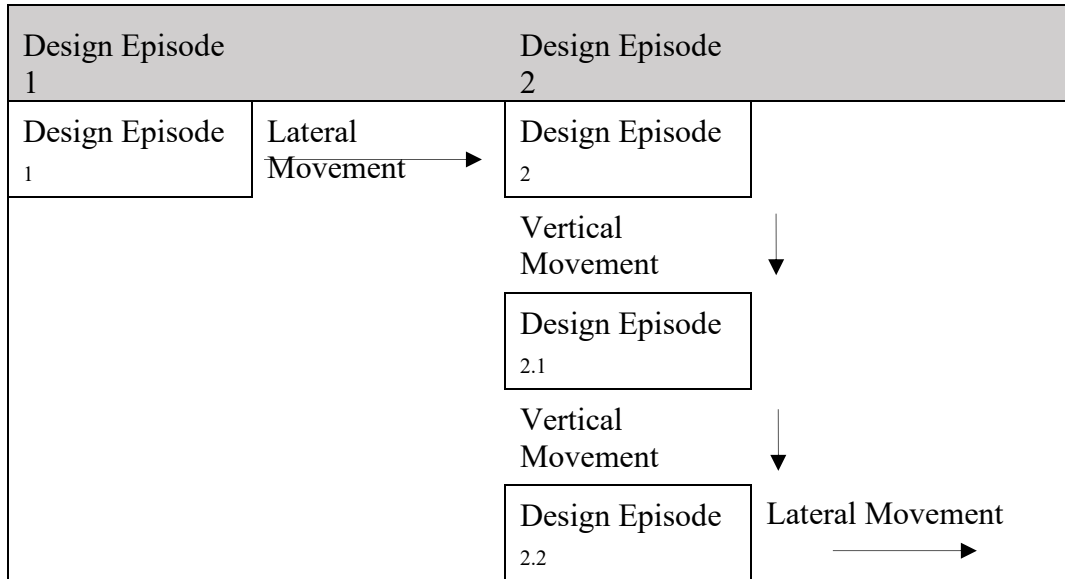 Design Episode
1
Design Episode
2
Design Episode
1
Lateral
Movement
Design Episode
2
Vertical
Movement
Design Episode
2.1
Vertical
Movement
Design Episode
2.2
Lateral Movement